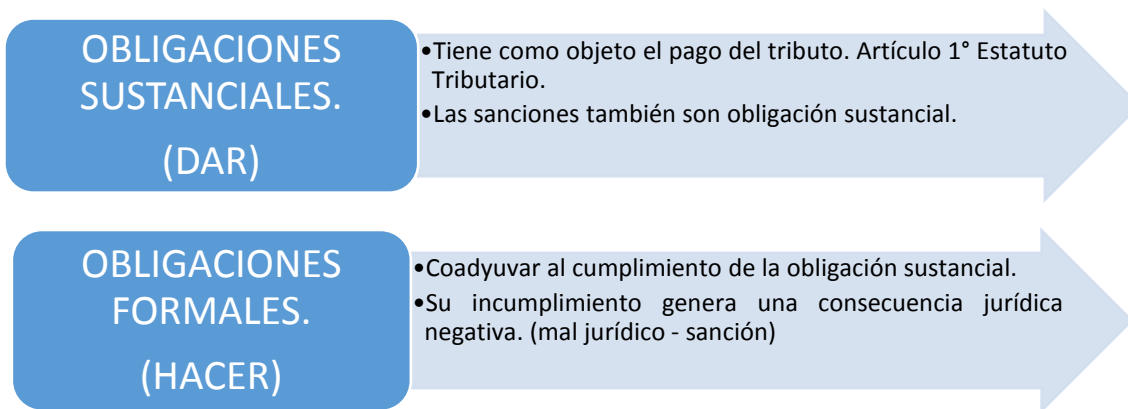 OBLIGACIONES
SUSTANCIALES.
(DAR)
•Tiene como objeto el pago del tributo. Artículo 1° Estatuto
Tributario.
•Las sanciones también son obligación sustancial.
OBLIGACIONES
FORMALES.
(HACER)
•Coadyuvar al cumplimiento de la obligación sustancial.
•Su incumplimiento genera una consecuencia jurídica
negativa. (mal jurídico - sanción)